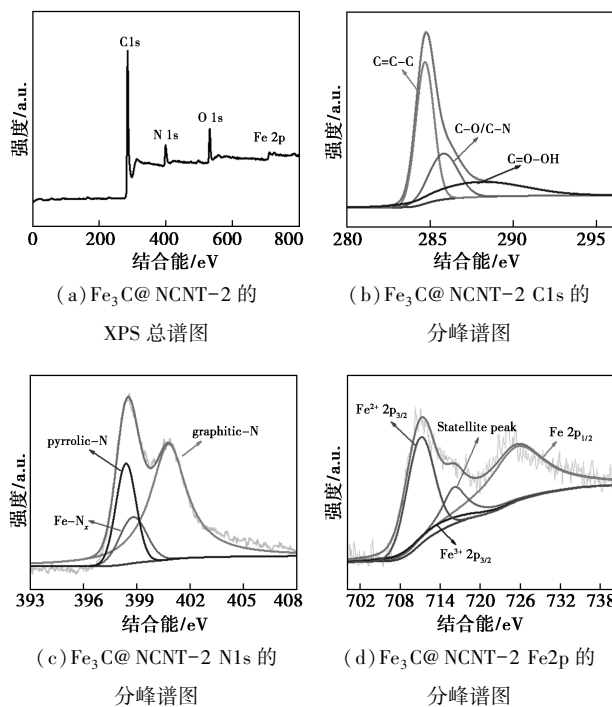 强度/a.u.
C1s
N 1s
O 1s
Fe 2p
0 200 400 600 800
结合能/eV
(a)Fe₃C@NCNT-2 的
XPS 总谱图
强度/a.u.
C=C-C
C-O/C-N
C=O-OH
280 285 290 295
结合能/eV
(b)Fe₃C@NCNT-2 C1s 的
分峰谱图
强度/a.u.
pyrrolic-N
graphitic-N
Fe-Nₓ
393 396 399 402 405 408
结合能/eV
(c)Fe₃C@NCNT-2 N1s 的
分峰谱图
强度/a.u.
Fe²⁺ 2p₃/₂
Statellite peak
Fe 2p₁/₂
Fe³⁺ 2p₃/₂
702 708 714 720 726 732 738
结合能/eV
(d)Fe₃C@NCNT-2 Fe2p 的
分峰谱图